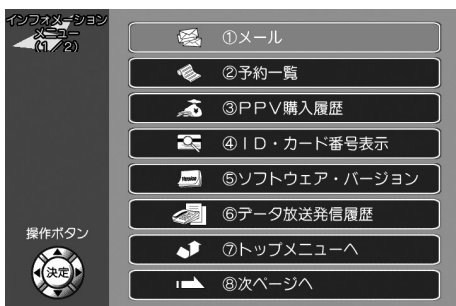 インフォメーション
メニュー
(1/2)
①メール
②予約一覧
③PPV購入履歴
④ID・カード番号表示
⑤ソフトウェア・バージョン
⑥データ放送発信履歴
⑦トップメニューへ
⑧次ページへ
操作ボタン
決定